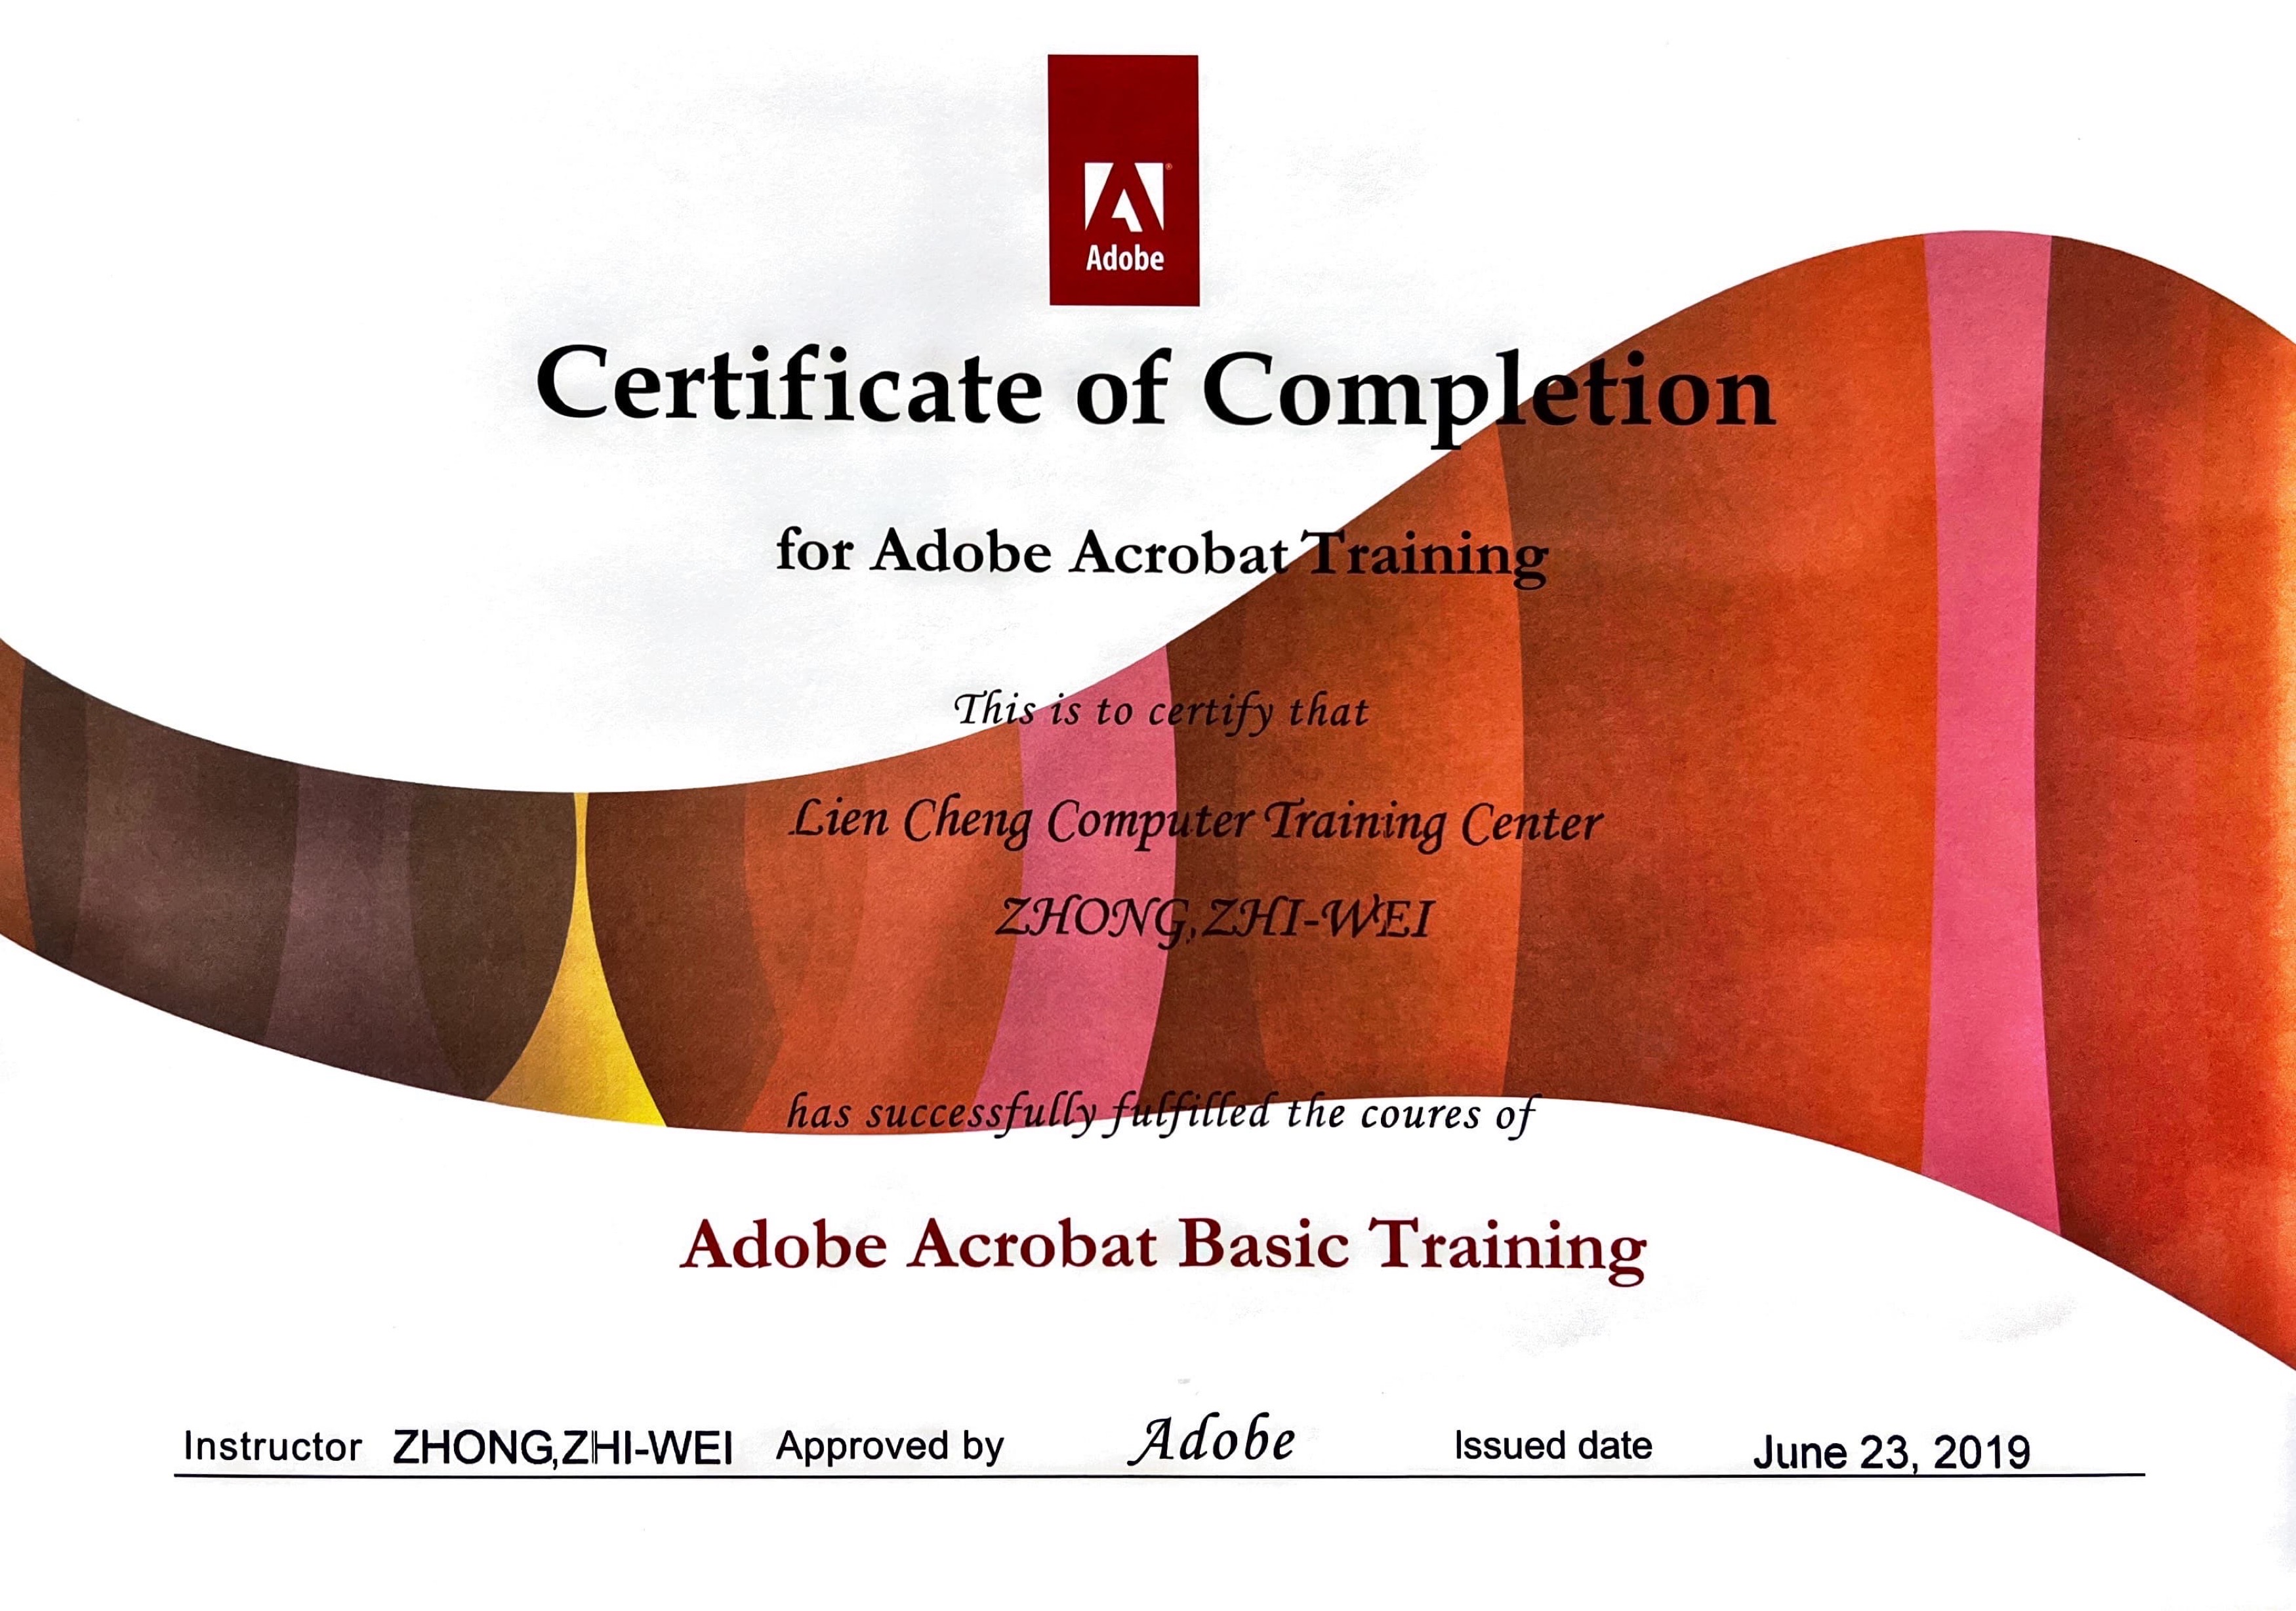 Adobe
Certificate of Completion
for Adobe Acrobat Training
This is to certify that
Lien Cheng Computer Training Center
ZHONG,ZHI-WEI
has successfully fulfilled the coures of
Adobe Acrobat Basic Training
Instructor ZHONG,ZHI-WEI Approved by Adobe Issued date June 23, 2019